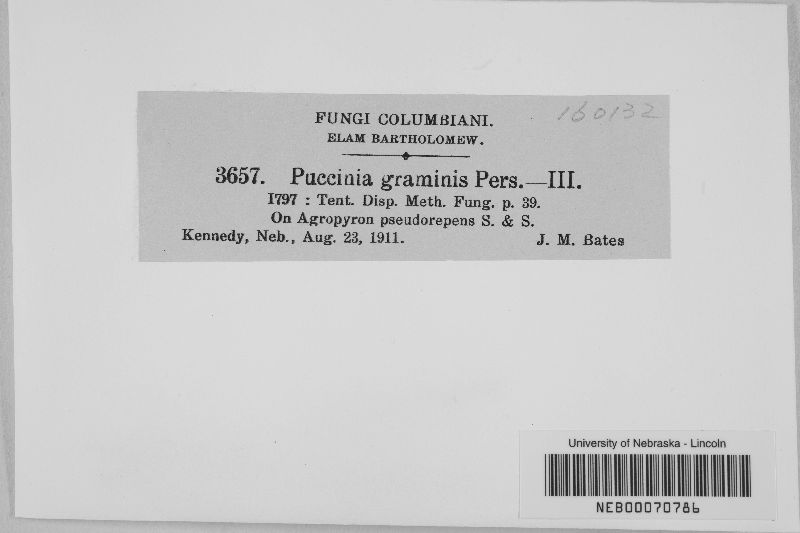 160132
FUNGI COLUMBIANI.
ELAM BARTHOLOMEW.
3657. Puccinia graminis Pers.—III.
1797 : Tent. Disp. Meth. Fung. p. 39.
On Agropyron pseudorepens S. & S.
Kennedy, Neb., Aug. 23, 1911. J. M. Bates
University of Nebraska - Lincoln
NEB00070786